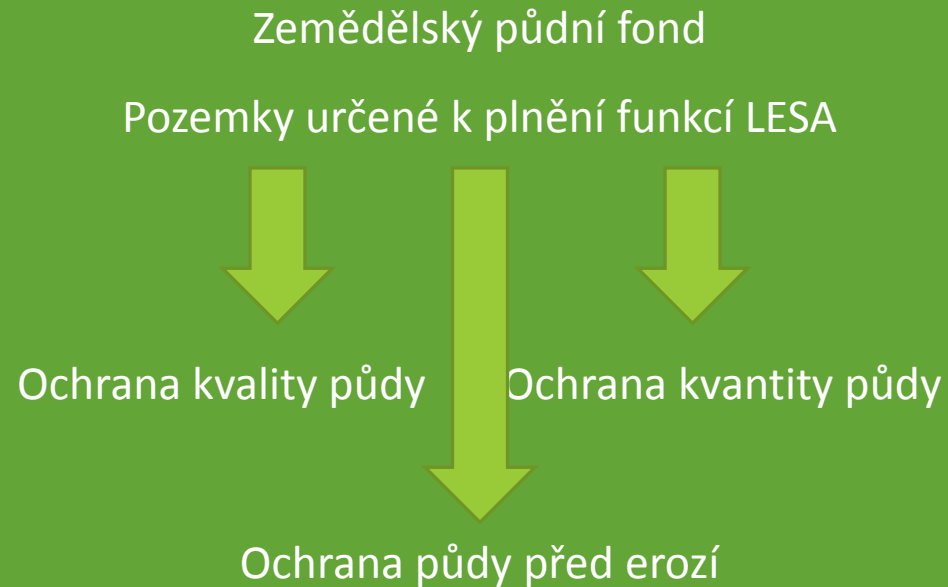 Zemědělský půdní fond
Pozemky určené k plnění funkcí LESA
Ochrana kvality půdy
Ochrana kvantity půdy
Ochrana půdy před erozí